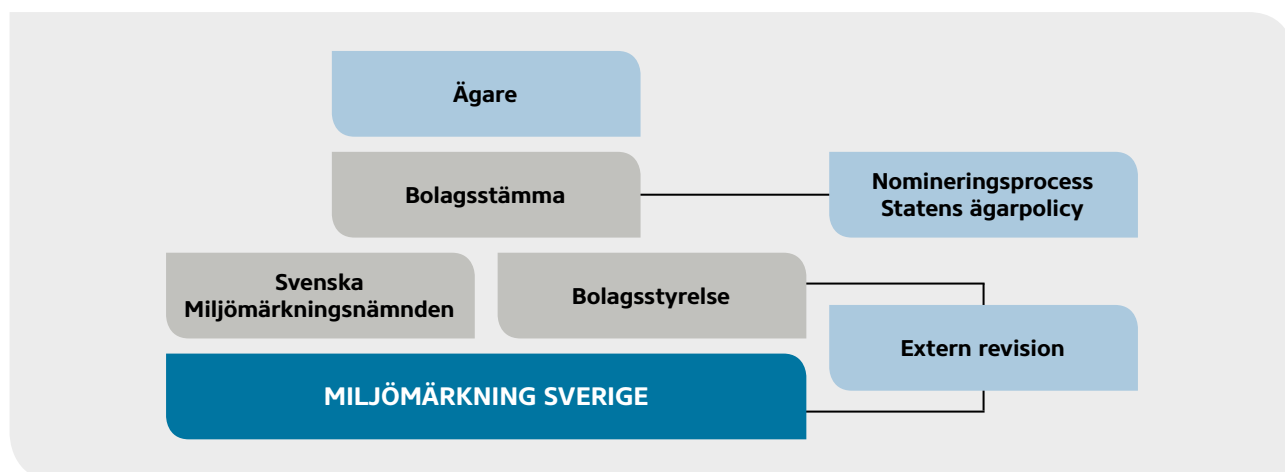 Ägare
Bolagsstämma
Nomineringsprocess
Statens ägarpolicy
Svenska
Miljömärkningsnämnden
Bolagsstyrelse
Extern revision
MILJÖMÄRKNING SVERIGE